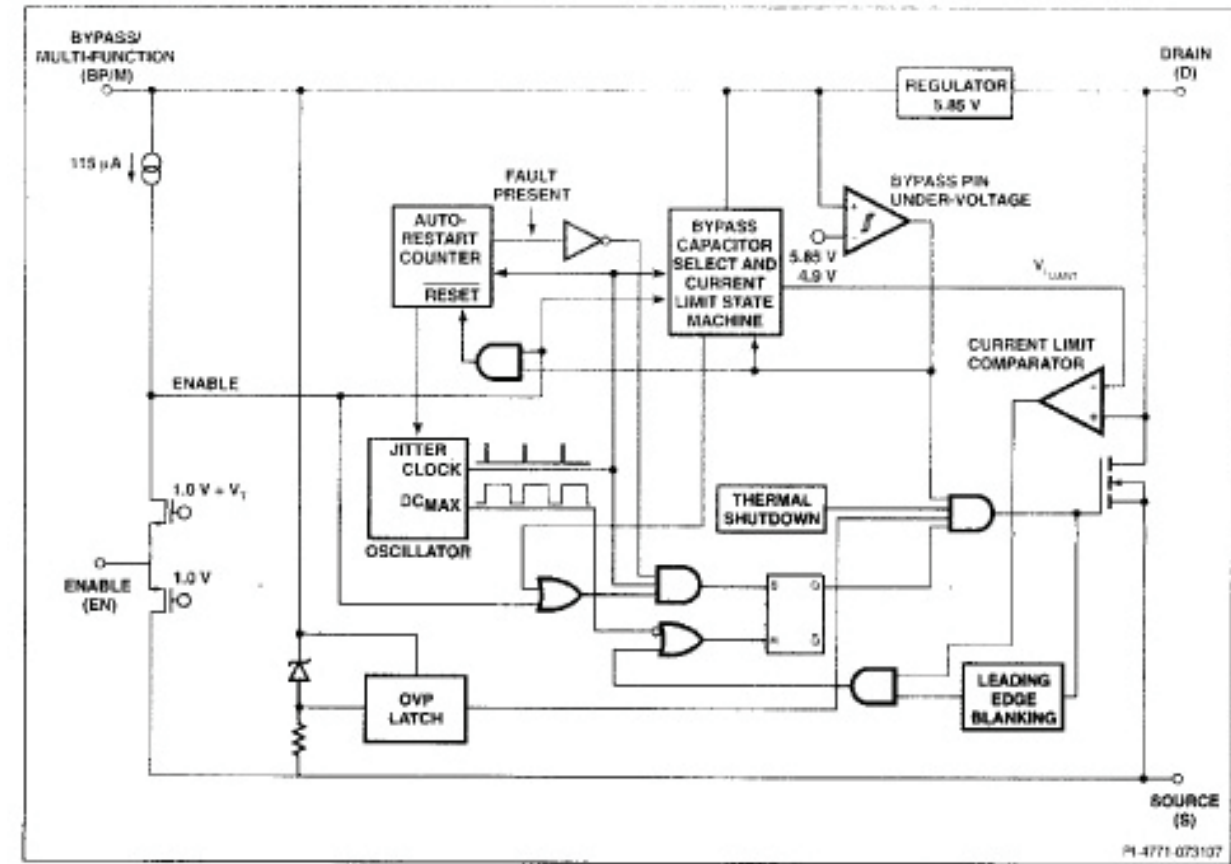 BYPASS/
MULTI-FUNCTION
(BP/M)
DRAIN
(D)
REGULATOR
5.85 V
115 µA
FAULT
PRESENT
BYPASS PIN
UNDER-VOLTAGE
AUTO-
RESTART
COUNTER
RESET
BYPASS
CAPACITOR
SELECT AND
CURRENT
LIMIT STATE
MACHINE
+
-
5.85 V
4.9 V
VILIMIT
CURRENT LIMIT
COMPARATOR
-
+
ENABLE
JITTER
CLOCK
DCMAX
OSCILLATOR
1.0 V + VT
THERMAL
SHUTDOWN
ENABLE
(EN)
1.0 V
S
Q
R
Q
OVP
LATCH
LEADING
EDGE
BLANKING
SOURCE
(S)
PI-4771-073107